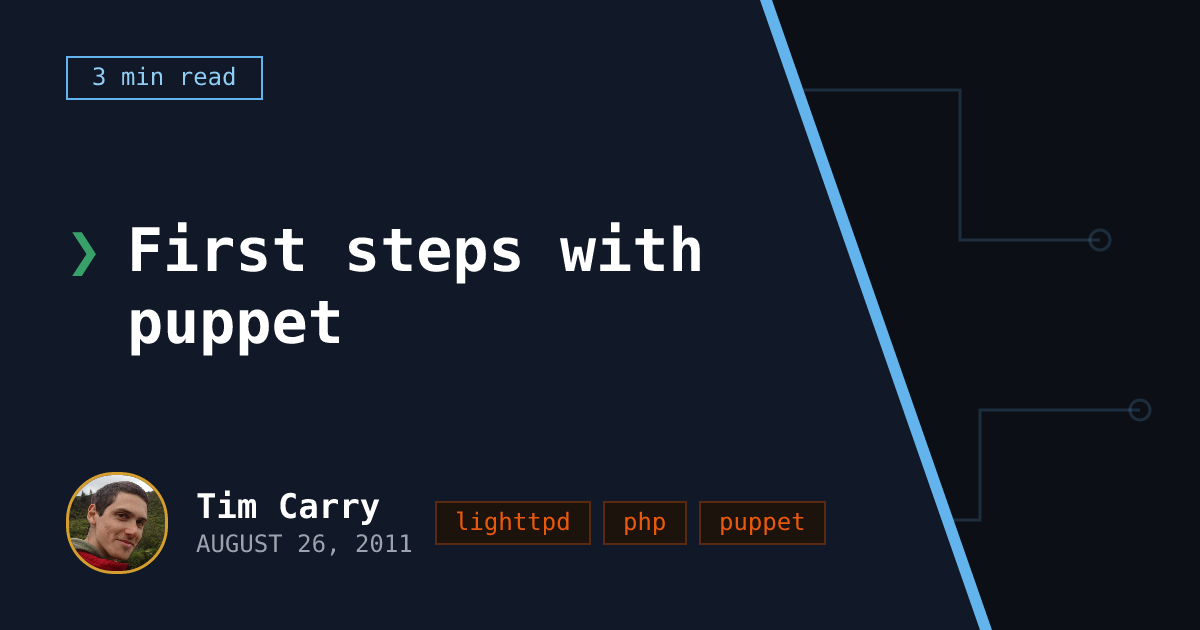 3 min read
❯ First steps with
puppet
Tim Carry
AUGUST 26, 2011
lighttpd php puppet